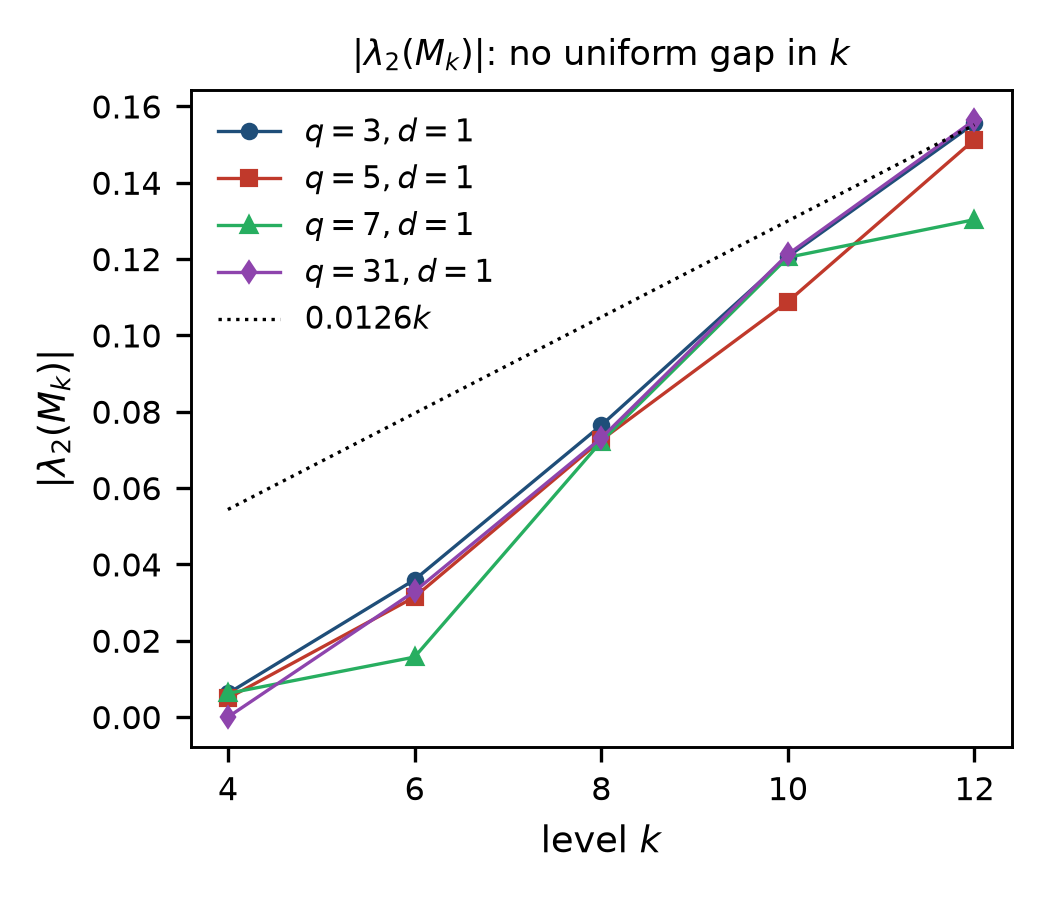 |λ₂(Mₖ)|: no uniform gap in k
0.16
0.14
0.12
0.10
0.08
0.06
0.04
0.02
0.00
|λ₂(Mₖ)|
q = 3, d = 1
q = 5, d = 1
q = 7, d = 1
q = 31, d = 1
0.0126k
4 6 8 10 12
level k